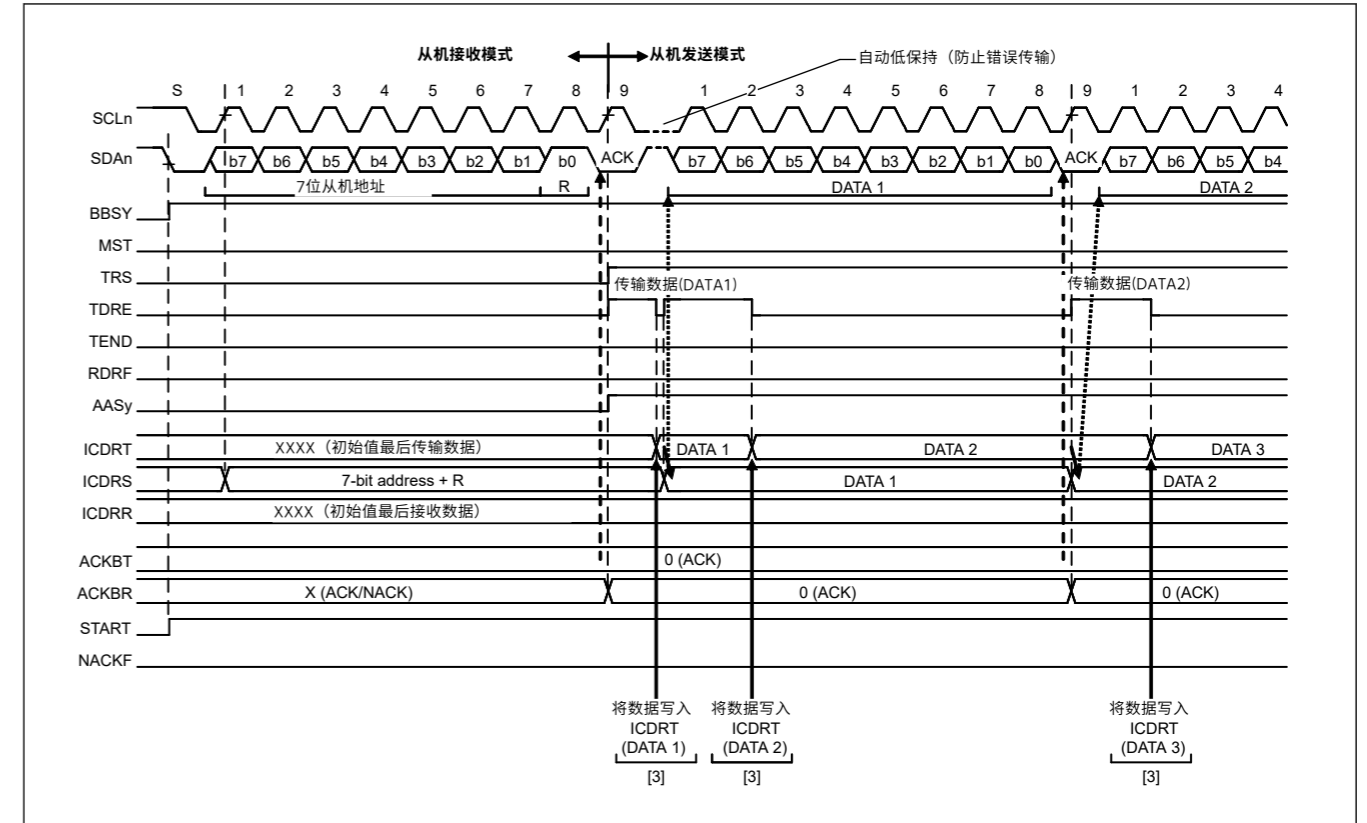 从机接收模式 从机发送模式 自动低保持（防止错误传输）
S 1 2 3 4 5 6 7 8 9 1 2 3 4 5 6 7 8 9 1 2 3 4
SCLn
SDAn b7 b6 b5 b4 b3 b2 b1 b0 ACK b7 b6 b5 b4 b3 b2 b1 b0 ACK b7 b6 b5 b4
7位从机地址 R DATA 1 DATA 2
BBSY
MST
TRS
传输数据(DATA1) 传输数据(DATA2)
TDRE
TEND
RDRF
AASy
ICDRT XXXX（初始值最后传输数据） DATA 1 DATA 2 DATA 3
ICDRS 7-bit address + R DATA 1 DATA 2
ICDRR XXXX（初始值最后接收数据）
ACKBT 0 (ACK)
ACKBR X (ACK/NACK) 0 (ACK) 0 (ACK)
START
NACKF
将数据写入 将数据写入 将数据写入
ICDRT ICDRT ICDRT
(DATA 1) (DATA 2) (DATA 3)
[3] [3] [3]